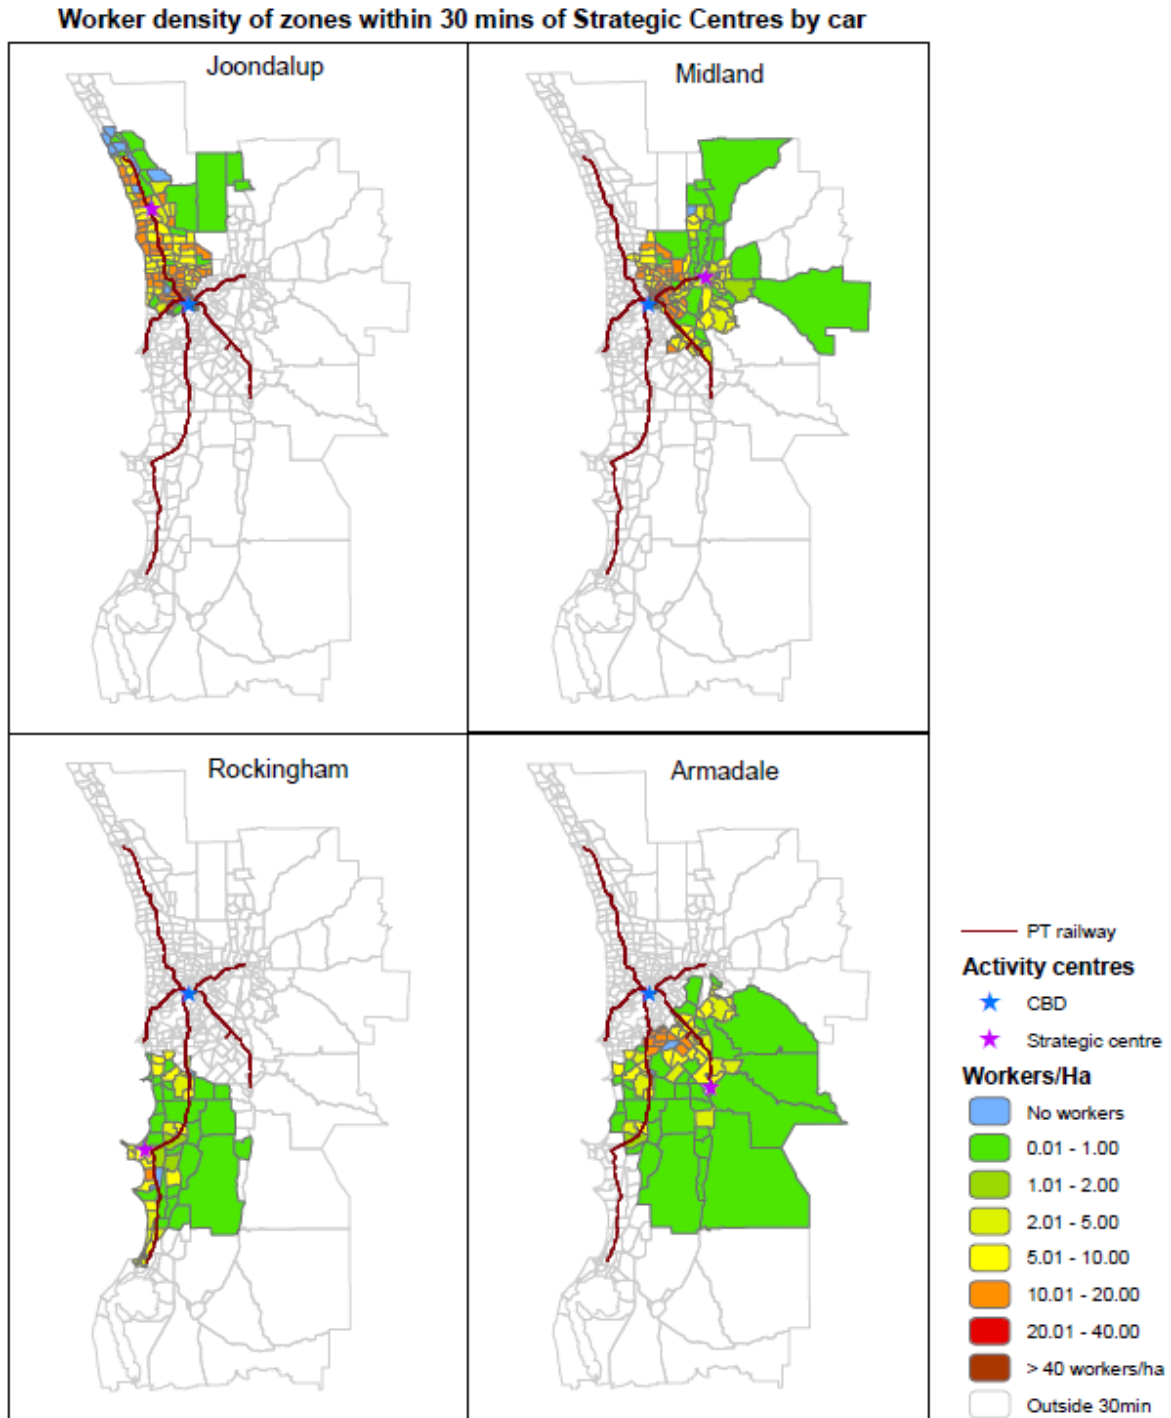 Worker density of zones within 30 mins of Strategic Centres by car
Joondalup
Midland
Rockingham
Armadale
PT railway
Activity centres
CBD
Strategic centre
Workers/Ha
No workers
0.01 - 1.00
1.01 - 2.00
2.01 - 5.00
5.01 - 10.00
10.01 - 20.00
20.01 - 40.00
> 40 workers/ha
Outside 30min